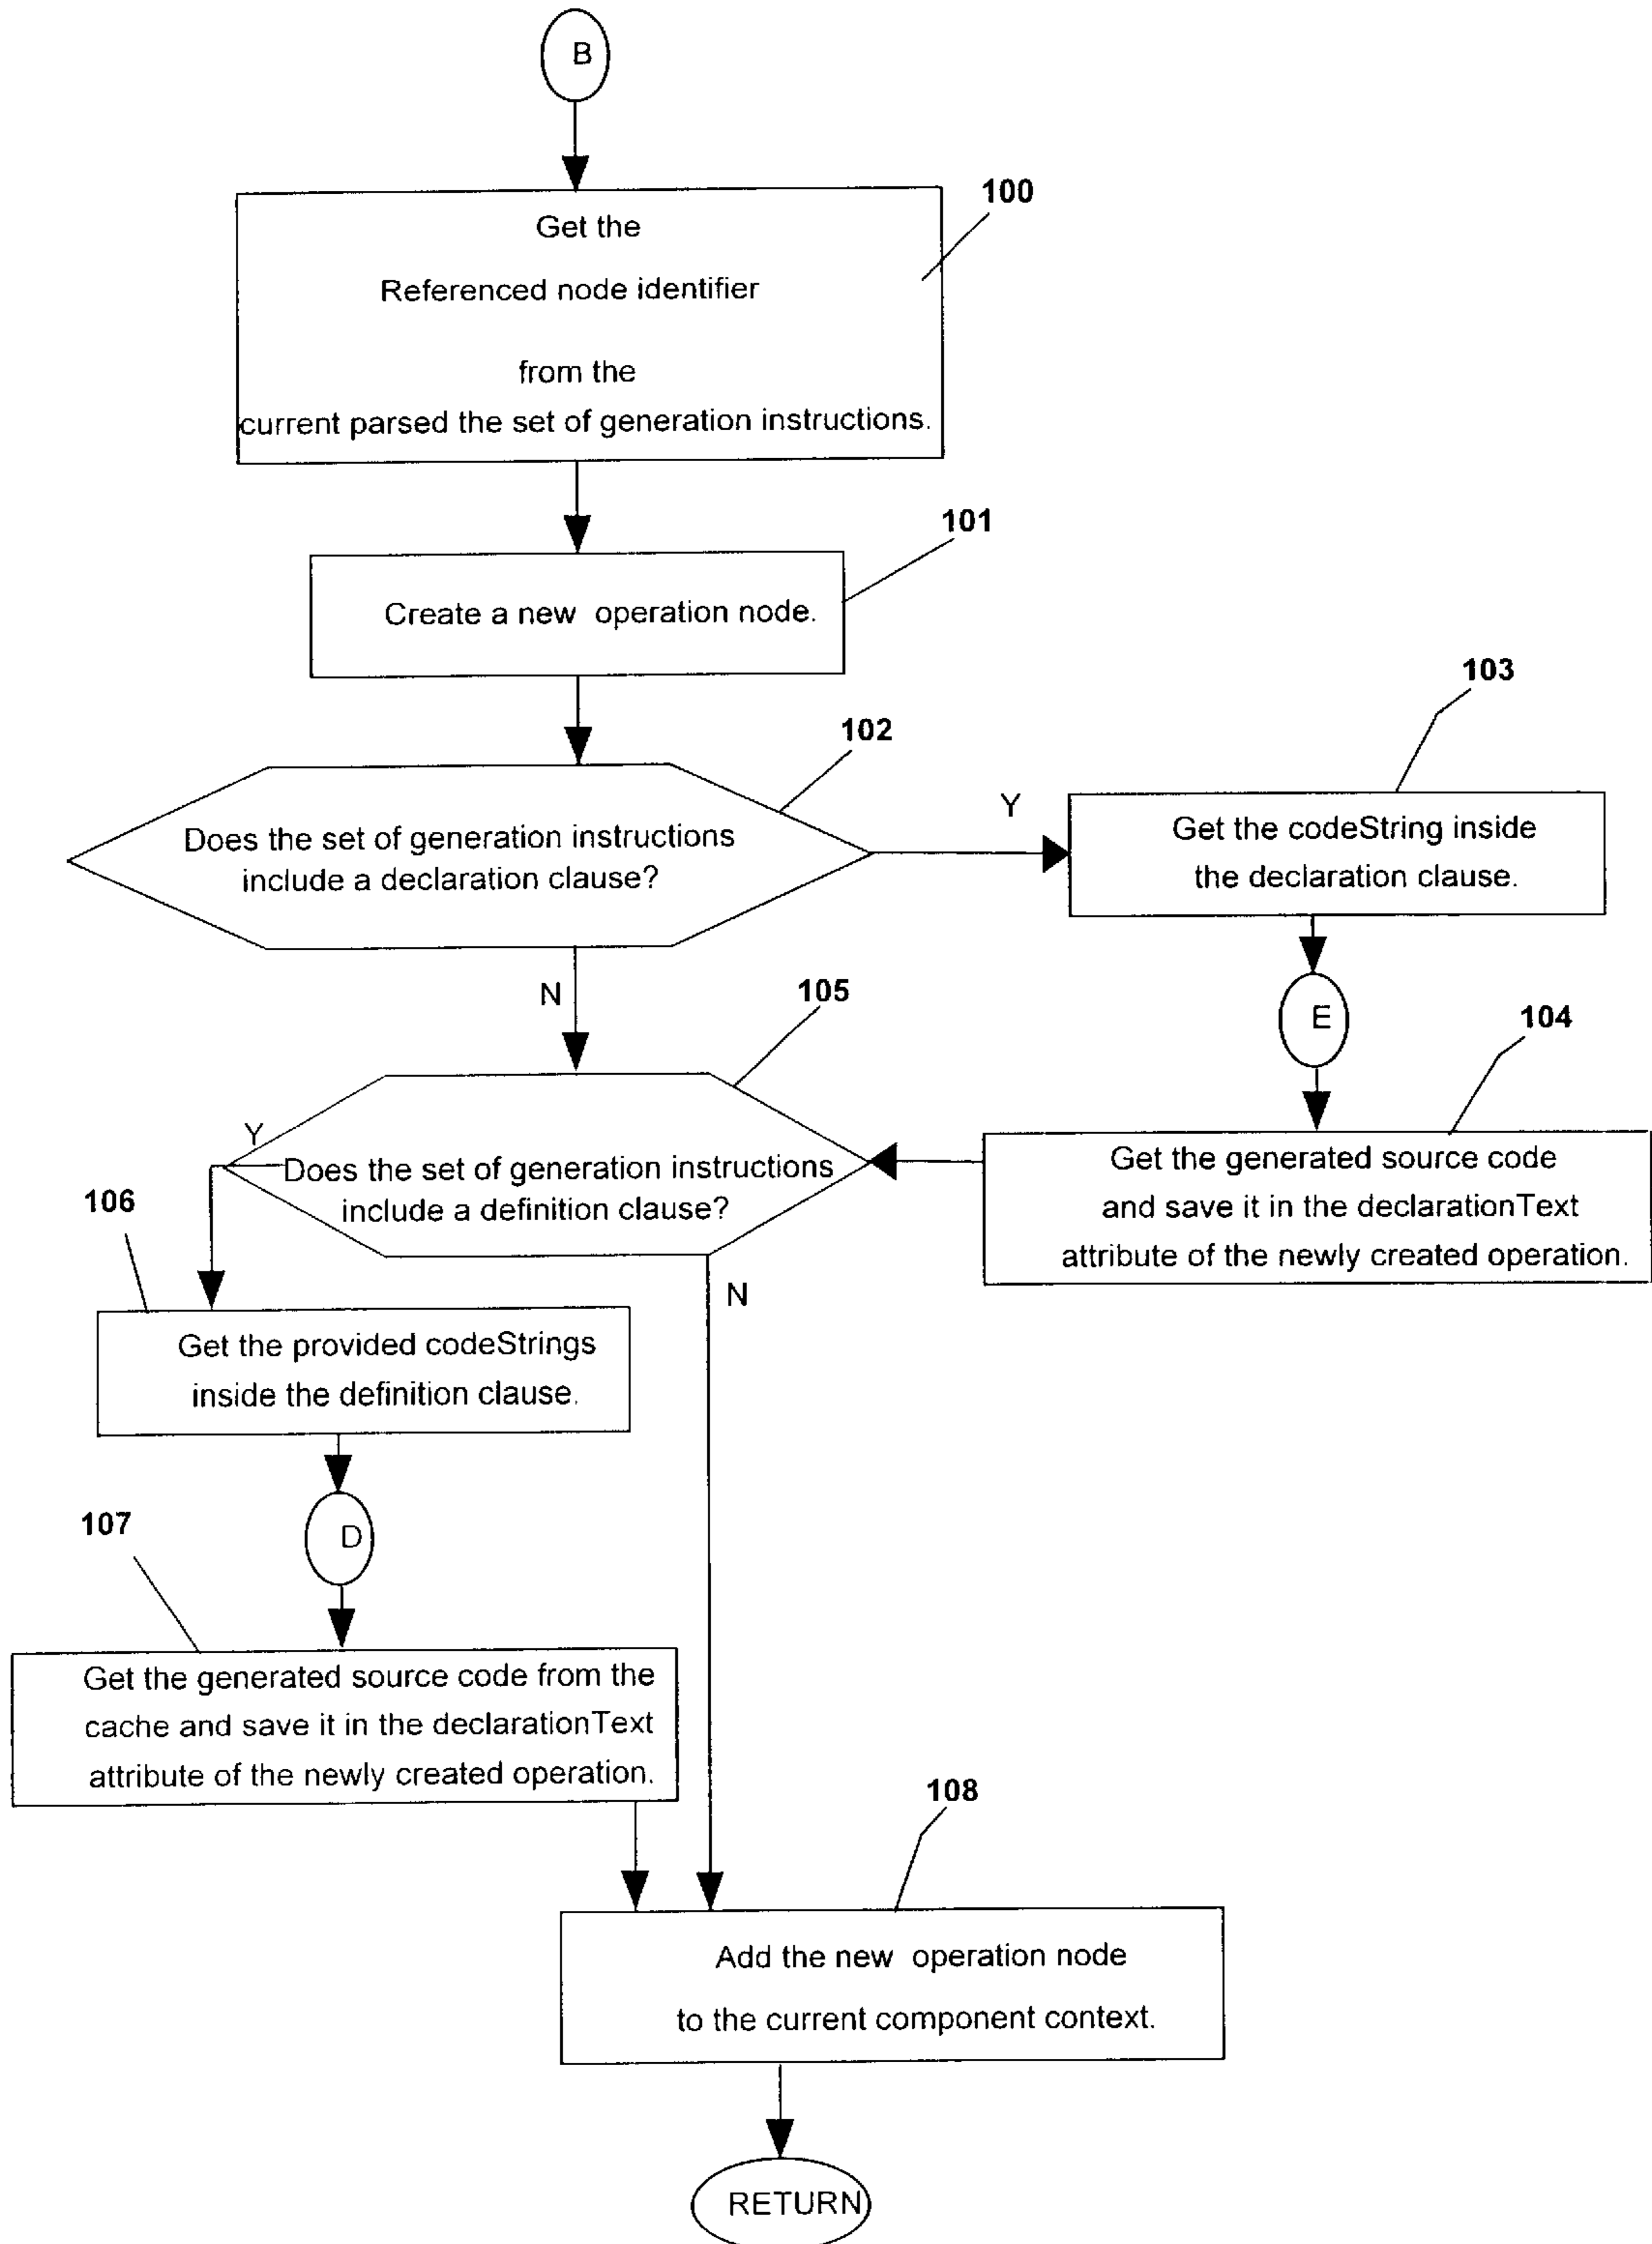 B
100
Get the
Referenced node identifier
from the
current parsed the set of generation instructions.
101
Create a new operation node.
102
Does the set of generation instructions
include a declaration clause?
Y
103
Get the codeString inside
the declaration clause.
N
E
104
Get the generated source code
and save it in the declarationText
attribute of the newly created operation.
105
Y
Does the set of generation instructions
include a definition clause?
N
106
Get the provided codeStrings
inside the definition clause.
D
107
Get the generated source code from the
cache and save it in the declarationText
attribute of the newly created operation.
108
Add the new operation node
to the current component context.
RETURN